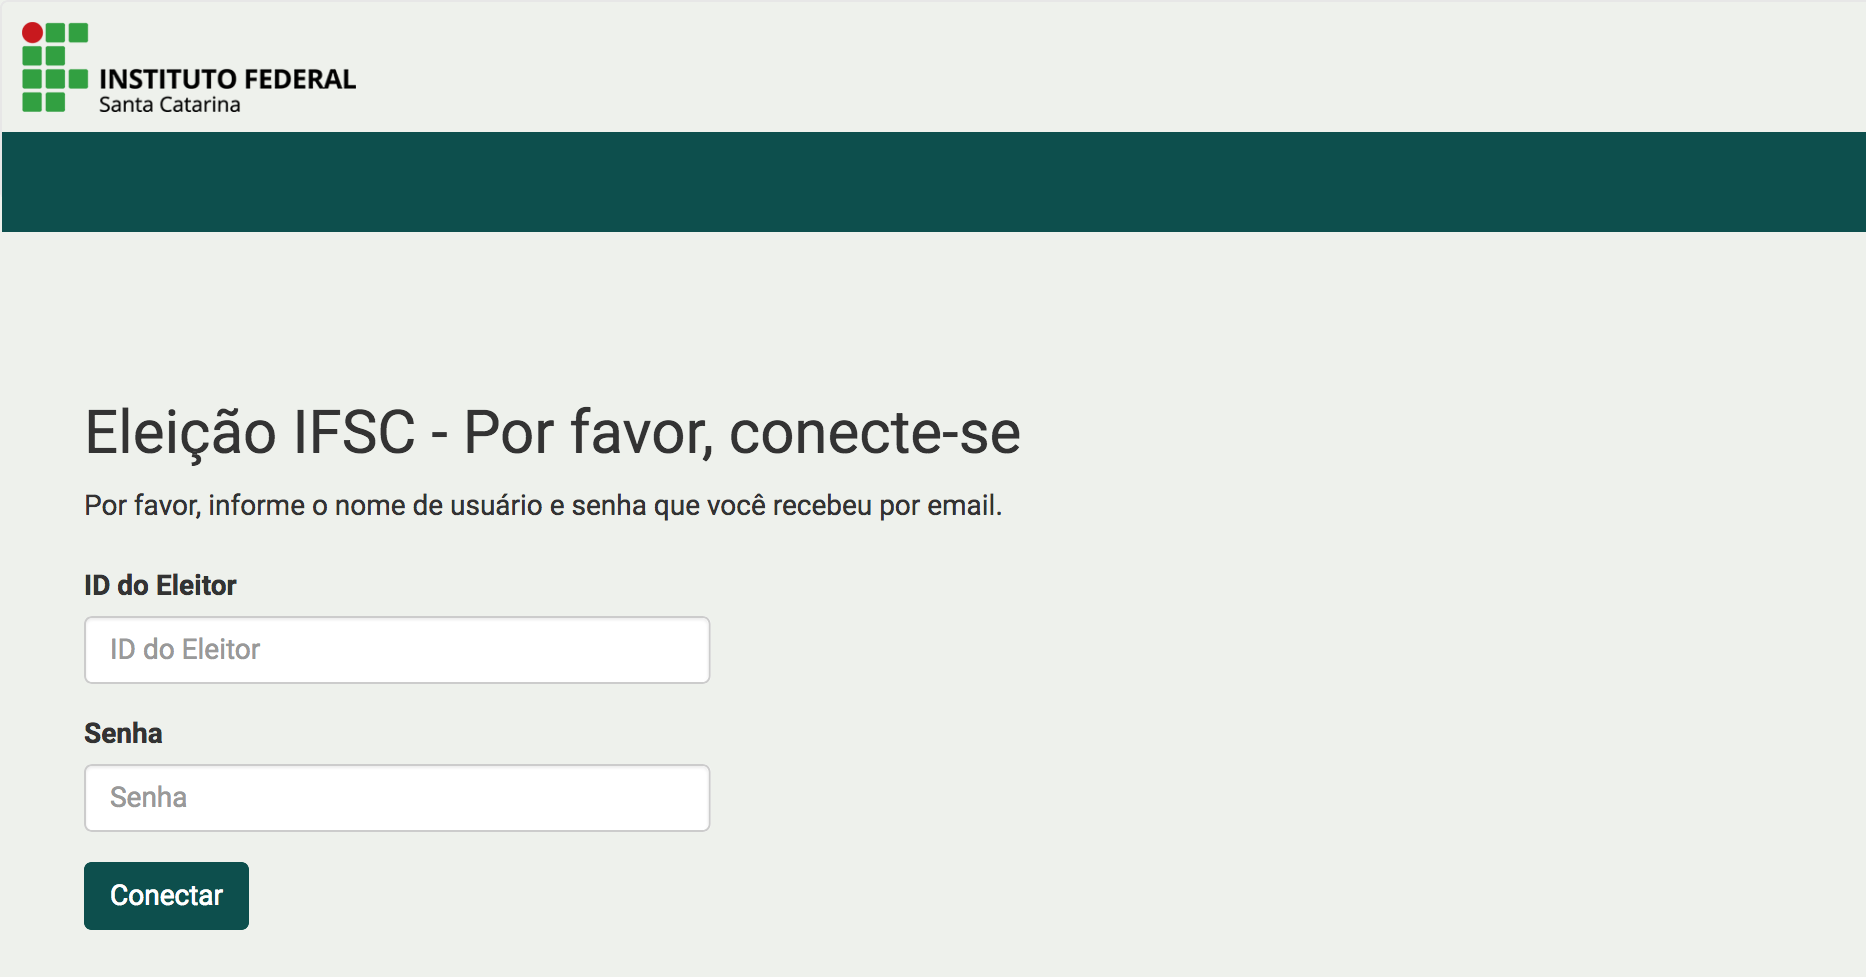 INSTITUTO FEDERAL
Santa Catarina
Eleição IFSC - Por favor, conecte-se
Por favor, informe o nome de usuário e senha que você recebeu por email.
ID do Eleitor
ID do Eleitor
Senha
Senha
Conectar